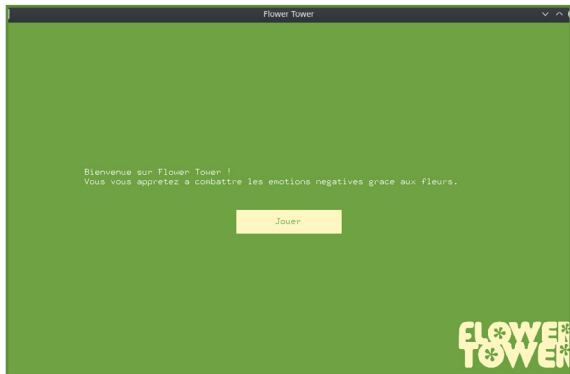 Flower Tower
Bienvenue sur Flower Tower !
Vous vous appretez a combattre les emotions negatives grace aux fleurs.
Jouer
FLOWER
TOWER